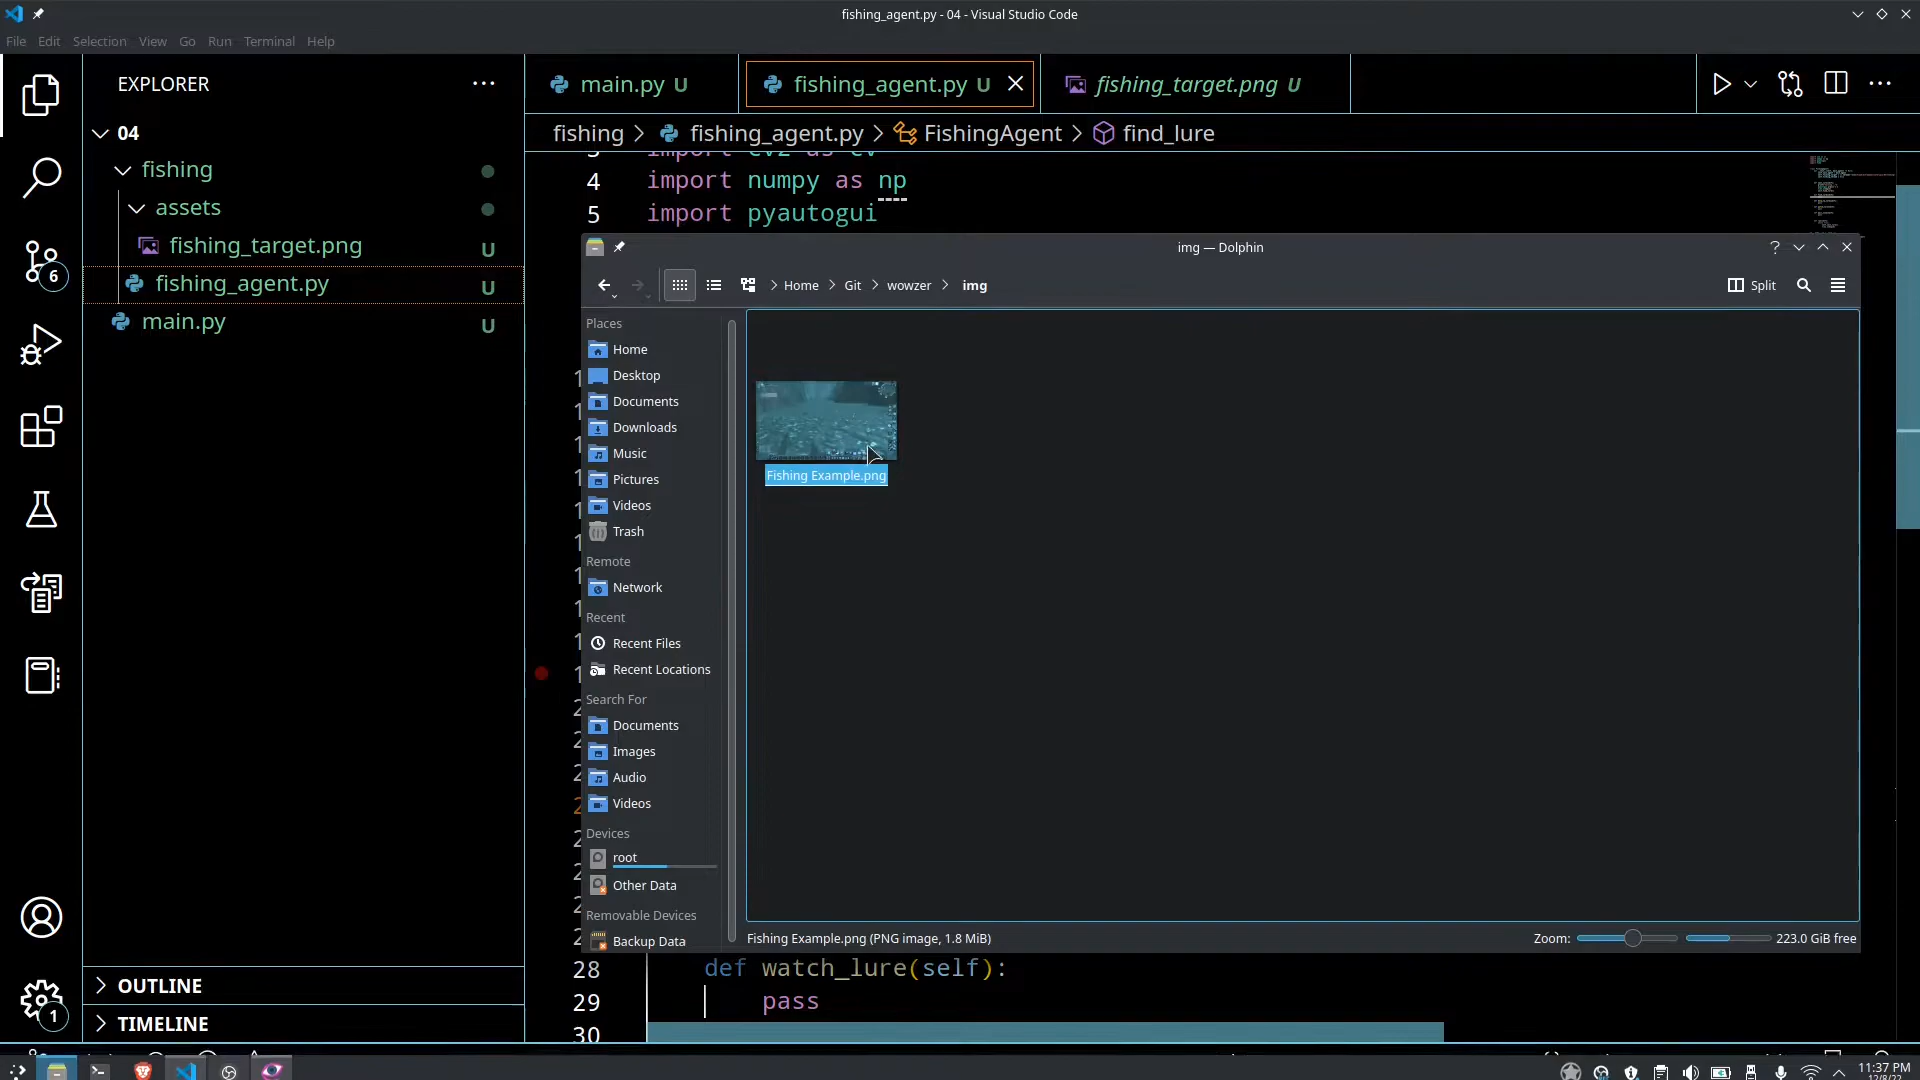 fishing_agent.py - 04 - Visual Studio Code
File Edit Selection View Go Run Terminal Help
EXPLORER
04
fishing
assets
fishing_target.png U
fishing_agent.py U
main.py U
6
1
OUTLINE
TIMELINE
main.py U
fishing_agent.py U
fishing_target.png U
fishing > fishing_agent.py > FishingAgent > find_lure
4 import numpy as np
5 import pyautogui
img — Dolphin
Home > Git > wowzer > img
Split
Places
Home
Desktop
Documents
Downloads
Music
Pictures
Videos
Trash
Remote
Network
Recent
Recent Files
Recent Locations
Search For
Documents
Images
Audio
Videos
Devices
root
Other Data
Removable Devices
Backup Data
Fishing Example.png
Fishing Example.png (PNG image, 1.8 MiB)
Zoom:
223.0 GiB free
28 def watch_lure(self):
29 pass
30
11:37 PM